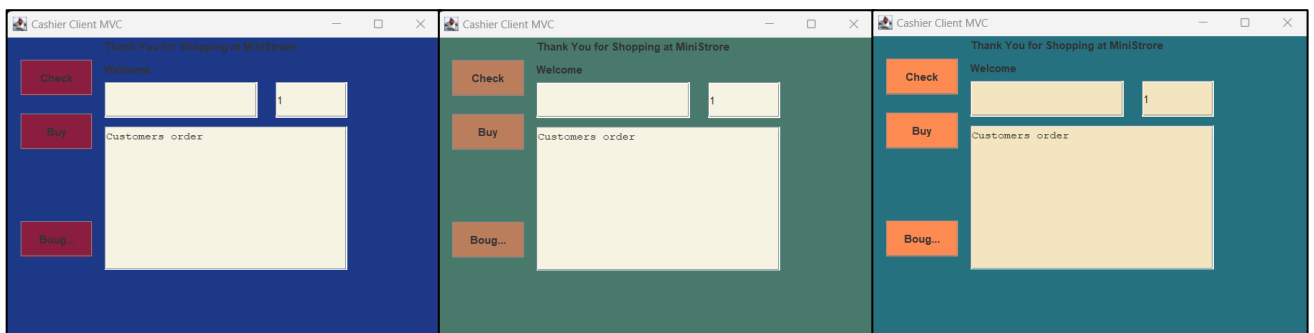 Cashier Client MVC
Thank You for Shopping at MiniStrore
Check
Welcome
1
Buy
Customers order
Boug...
Cashier Client MVC
Thank You for Shopping at MiniStrore
Check
Welcome
1
Buy
Customers order
Boug...
Cashier Client MVC
Thank You for Shopping at MiniStrore
Check
Welcome
1
Buy
Customers order
Boug...